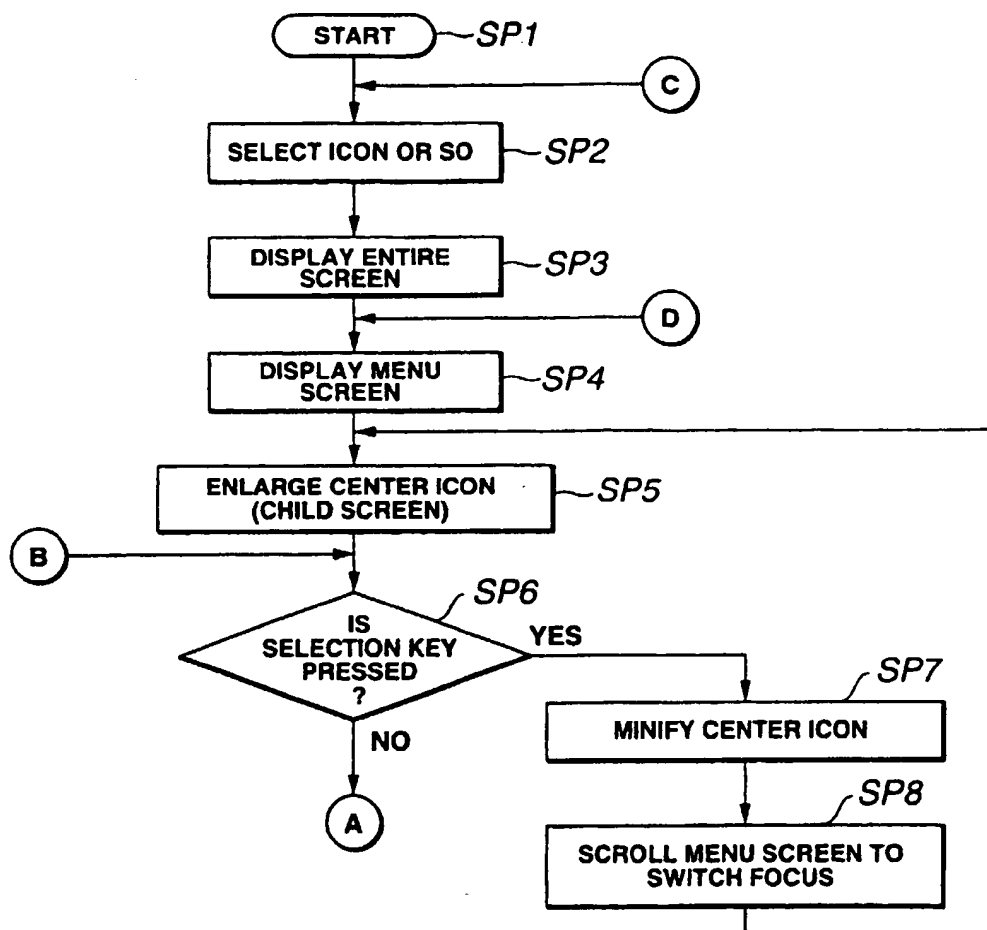 START
SP1
C
SELECT ICON OR SO
SP2
DISPLAY ENTIRE
SCREEN
SP3
D
DISPLAY MENU
SCREEN
SP4
ENLARGE CENTER ICON
(CHILD SCREEN)
SP5
B
SP6
IS
SELECTION KEY
PRESSED
?
YES
NO
A
SP7
MINIFY CENTER ICON
SP8
SCROLL MENU SCREEN TO
SWITCH FOCUS